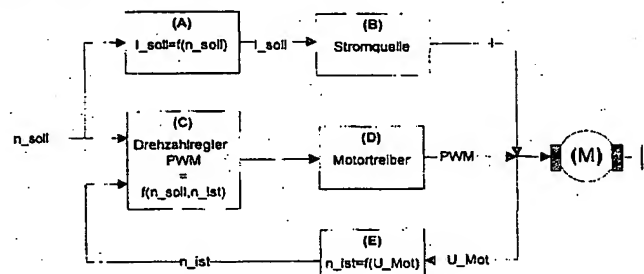 (A)
I_soll=f(n_soll)
I_soll
(B)
Stromquelle
I
n_soll
(C)
Drehzahlregler
PWM
=
f(n_soll,n_ist)
(D)
Motortreiber
PWM
(M)
n_ist
(E)
n_ist=f(U_Mot)
U_Mot